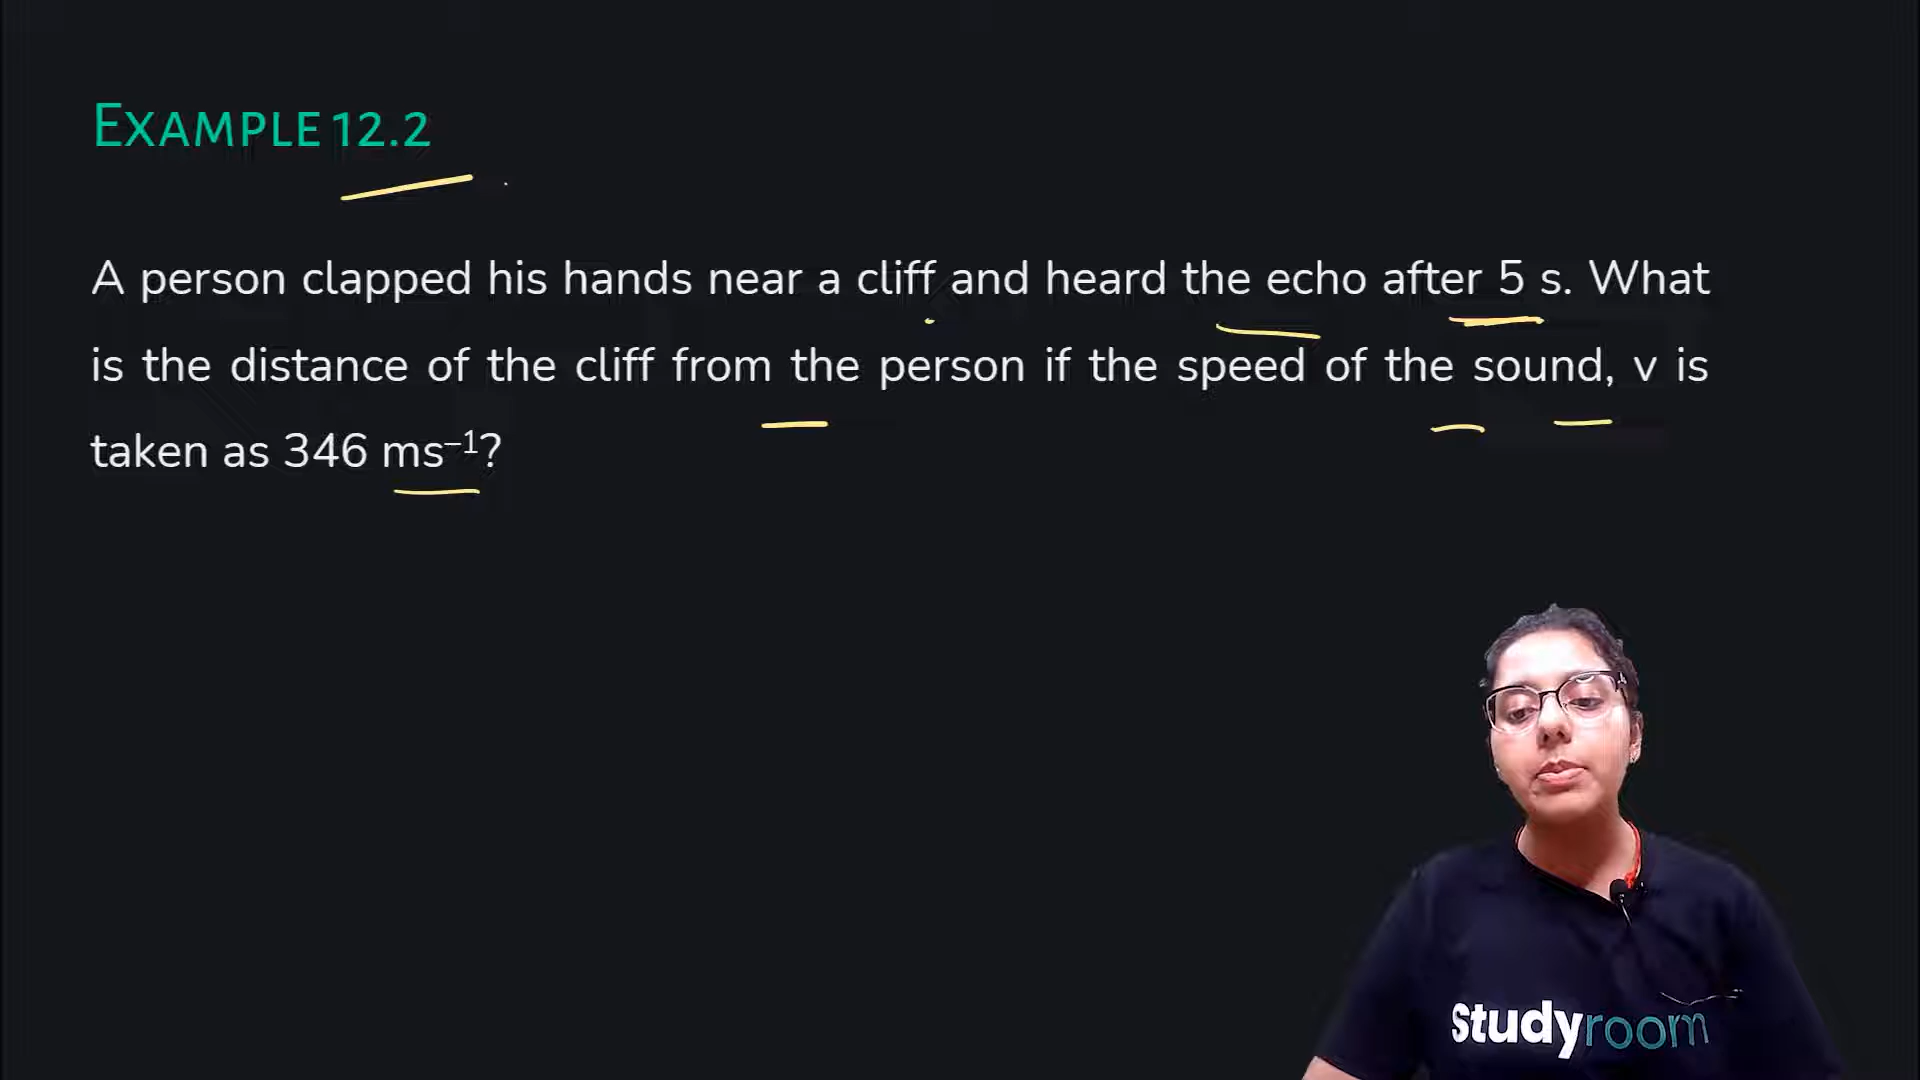 EXAMPLE 12.2
A person clapped his hands near a cliff and heard the echo after 5 s. What
is the distance of the cliff from the person if the speed of the sound, v is
taken as 346 ms⁻¹?
Studyroom